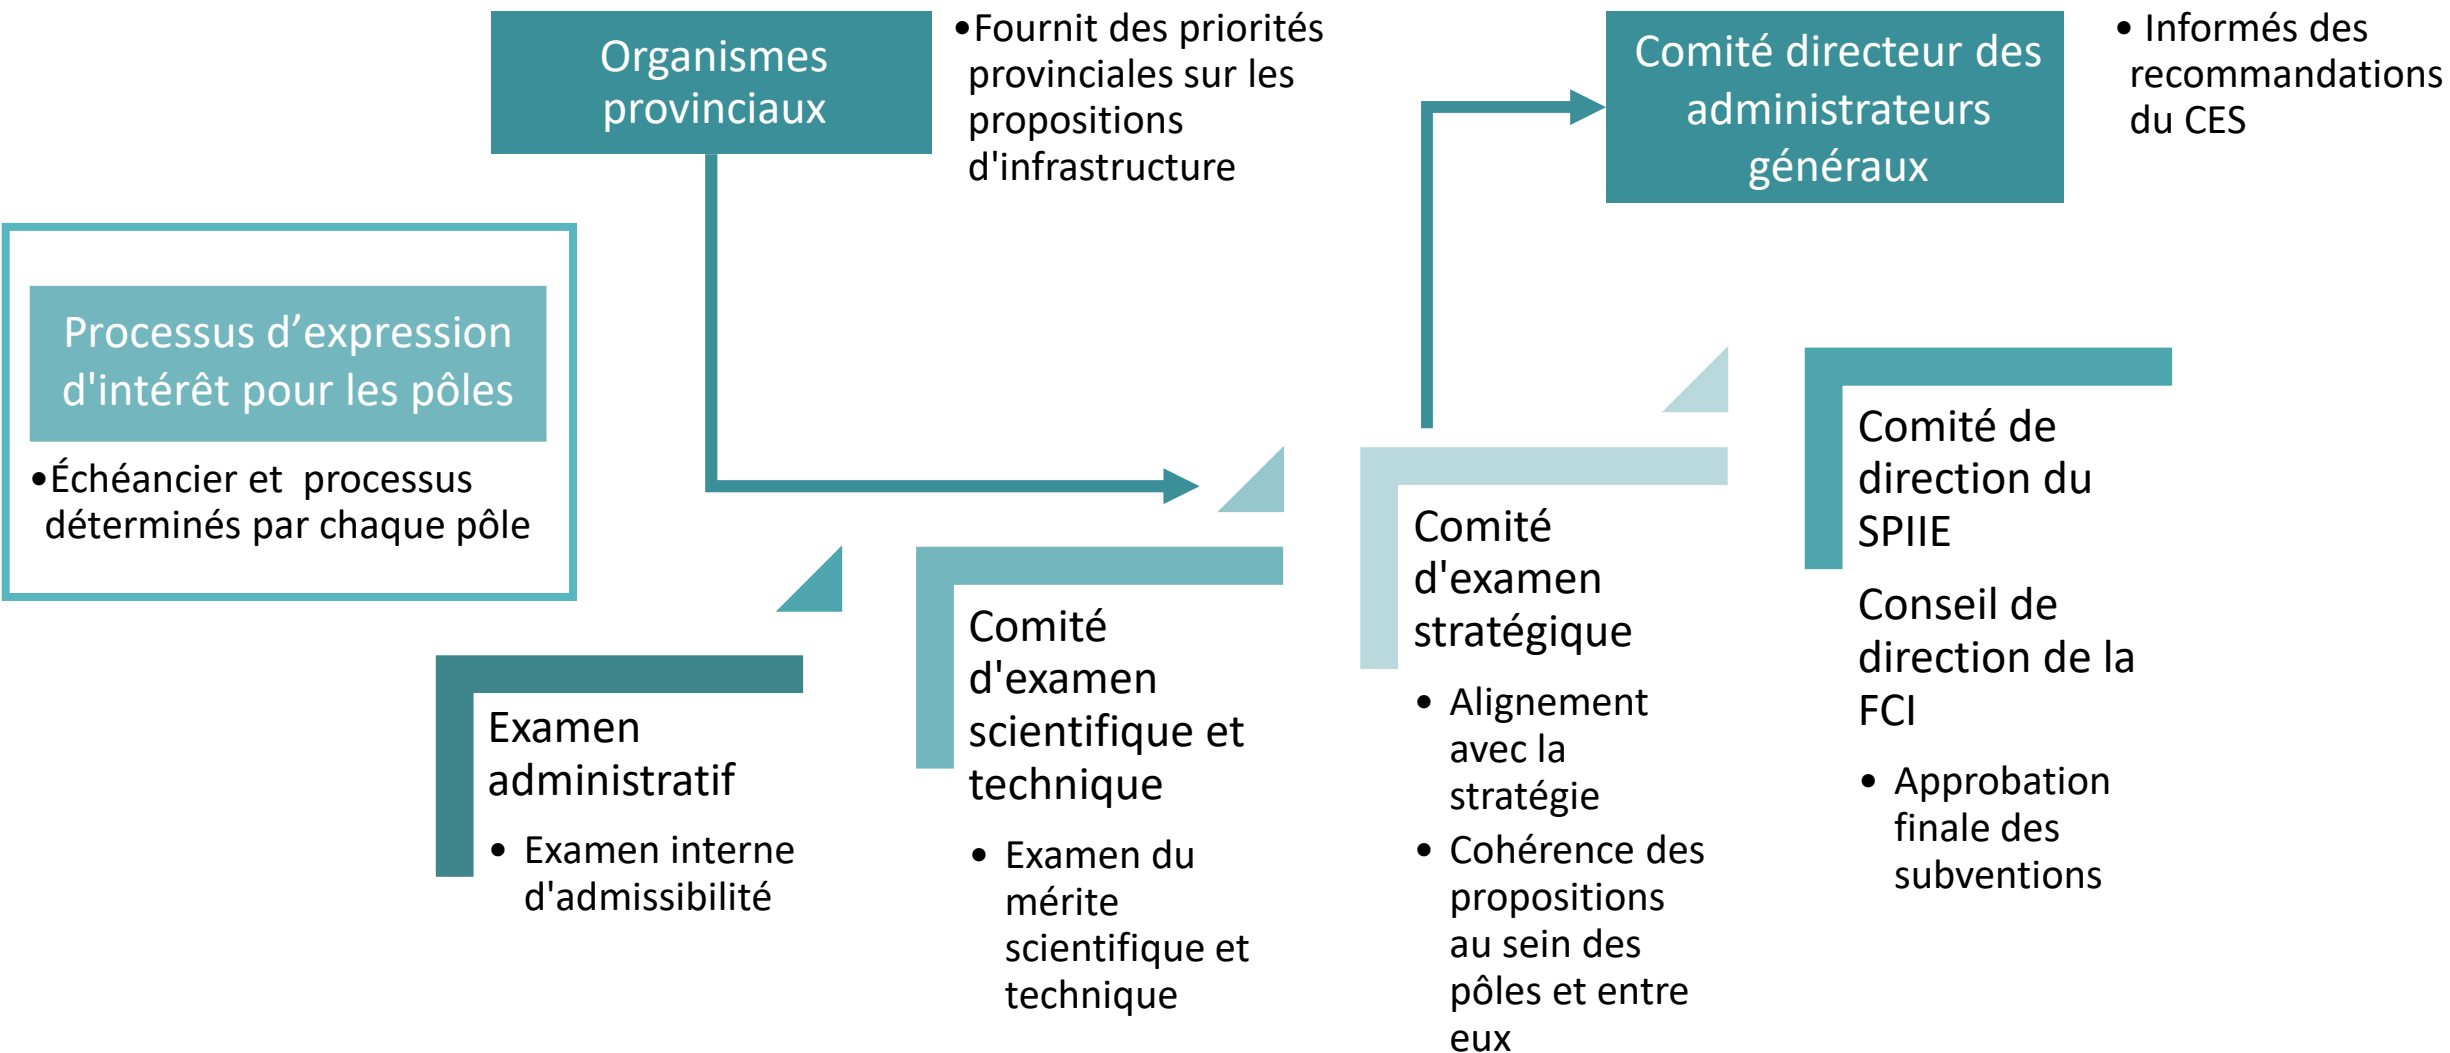 Organismes
provinciaux
•Fournit des priorités
provinciales sur les
propositions
d'infrastructure
Comité directeur des
administrateurs
généraux
• Informés des
recommandations
du CES
Processus d’expression
d'intérêt pour les pôles
•Échéancier et  processus
déterminés par chaque pôle
Examen
administratif
• Examen interne
d'admissibilité
Comité
d'examen
scientifique et
technique
• Examen du
mérite
scientifique et
technique
Comité
d'examen
stratégique
• Alignement
avec la
stratégie
• Cohérence des
propositions
au sein des
pôles et entre
eux
Comité de
direction du
SPIIE
Conseil de
direction de la
FCI
• Approbation
finale des
subventions